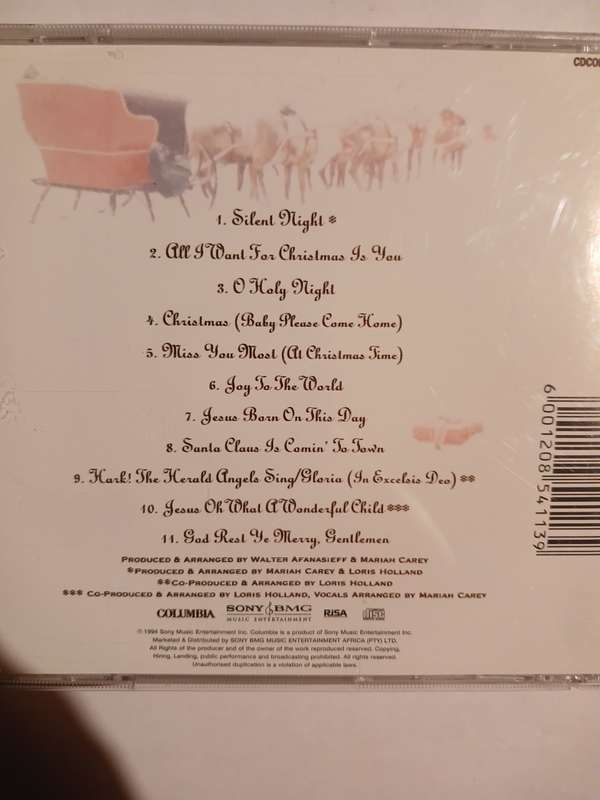 CDCOL
1. Silent Night *
2. All I Want For Christmas Is You
3. O Holy Night
4. Christmas (Baby Please Come Home)
5. Miss You Most (At Christmas Time)
6. Joy To The World
7. Jesus Born On This Day
8. Santa Claus Is Comin' To Town
9. Hark! The Herald Angels Sing/Gloria (In Excelsis Deo) **
10. Jesus Oh What A Wonderful Child ***
11. God Rest Ye Merry, Gentlemen
PRODUCED & ARRANGED BY WALTER AFANASIEFF & MARIAH CAREY
*PRODUCED & ARRANGED BY MARIAH CAREY & LORIS HOLLAND
**CO-PRODUCED & ARRANGED BY LORIS HOLLAND
*** CO-PRODUCED & ARRANGED BY LORIS HOLLAND, VOCALS ARRANGED BY MARIAH CAREY
COLUMBIA SONY BMG MUSIC ENTERTAINMENT RiSA
℗ 1994 Sony Music Entertainment Inc. Columbia is a product of Sony Music Entertainment Inc.
Marketed & Distributed by SONY BMG MUSIC ENTERTAINMENT AFRICA (PTY) LTD.
All Rights of the producer and of the owner of the work reproduced reserved. Copying,
Hiring, Lending, public performance and broadcasting prohibited. All rights reserved.
Unauthorised duplication is a violation of applicable laws.
6 001208 541139